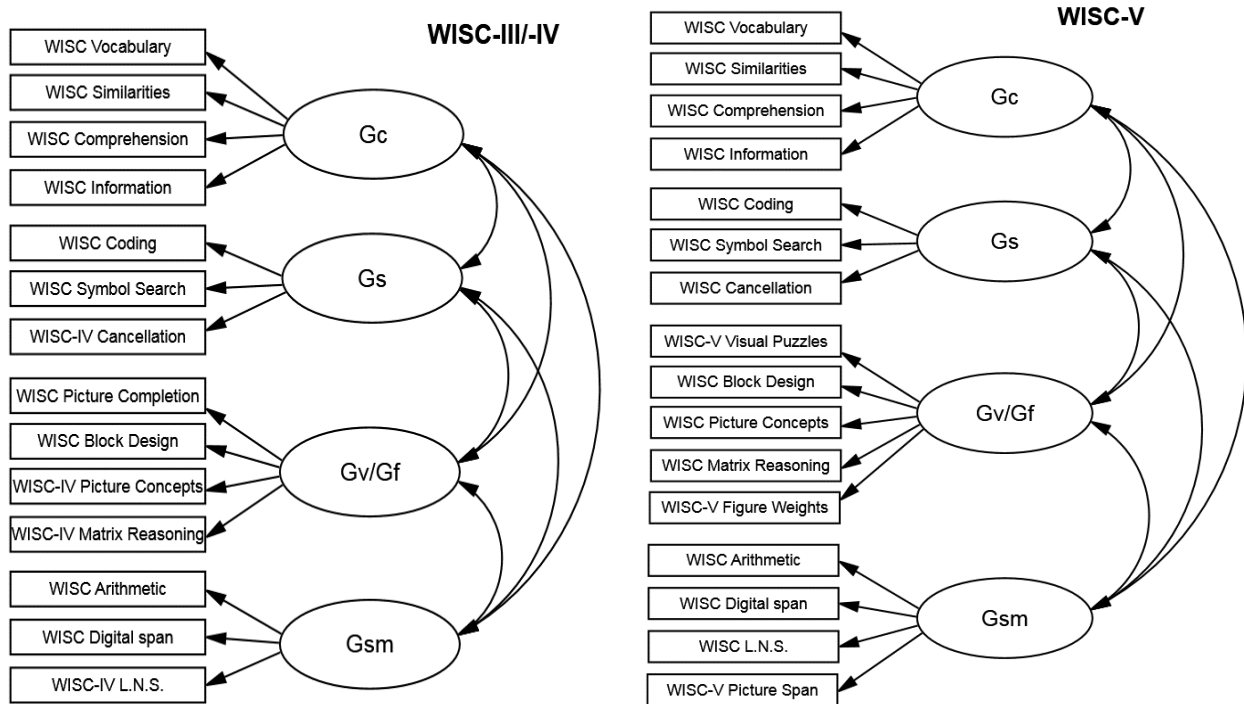 WISC-III/-IV
WISC Vocabulary
WISC Similarities
WISC Comprehension
WISC Information
Gc
WISC Coding
WISC Symbol Search
WISC-IV Cancellation
Gs
WISC Picture Completion
WISC Block Design
WISC-IV Picture Concepts
WISC-IV Matrix Reasoning
Gv/Gf
WISC Arithmetic
WISC Digital span
WISC-IV L.N.S.
Gsm
WISC-V
WISC Vocabulary
WISC Similarities
WISC Comprehension
WISC Information
Gc
WISC Coding
WISC Symbol Search
WISC Cancellation
Gs
WISC-V Visual Puzzles
WISC Block Design
WISC Picture Concepts
WISC Matrix Reasoning
WISC-V Figure Weights
Gv/Gf
WISC Arithmetic
WISC Digital span
WISC L.N.S.
WISC-V Picture Span
Gsm